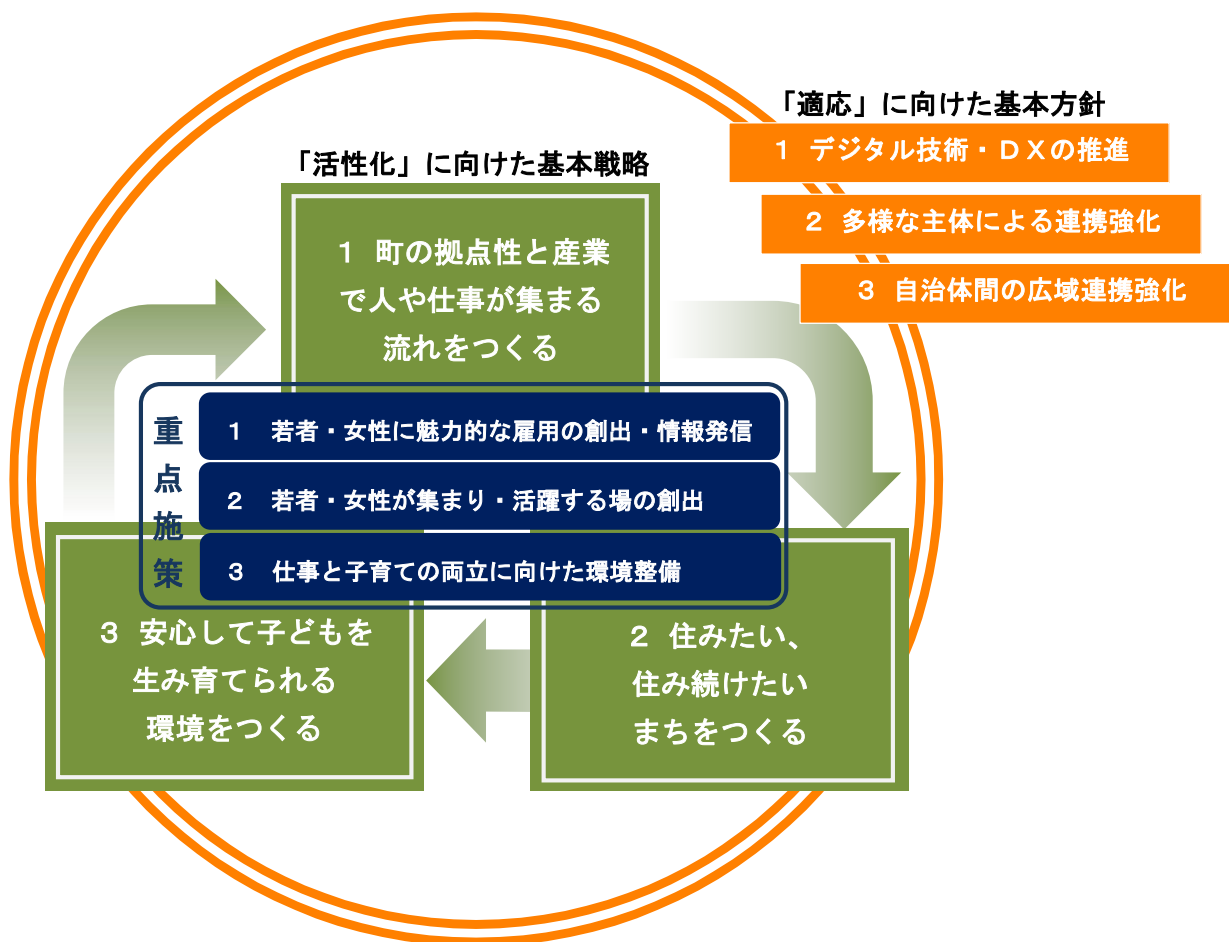 「適応」に向けた基本方針
1 デジタル技術・DXの推進
2 多様な主体による連携強化
3 自治体間の広域連携強化
「活性化」に向けた基本戦略
1 町の拠点性と産業
で人や仕事が集まる
流れをつくる
重点施策
1 若者・女性に魅力的な雇用の創出・情報発信
2 若者・女性が集まり・活躍する場の創出
3 仕事と子育ての両立に向けた環境整備
2 住みたい、
住み続けたい
まちをつくる
3 安心して子どもを
生み育てられる
環境をつくる